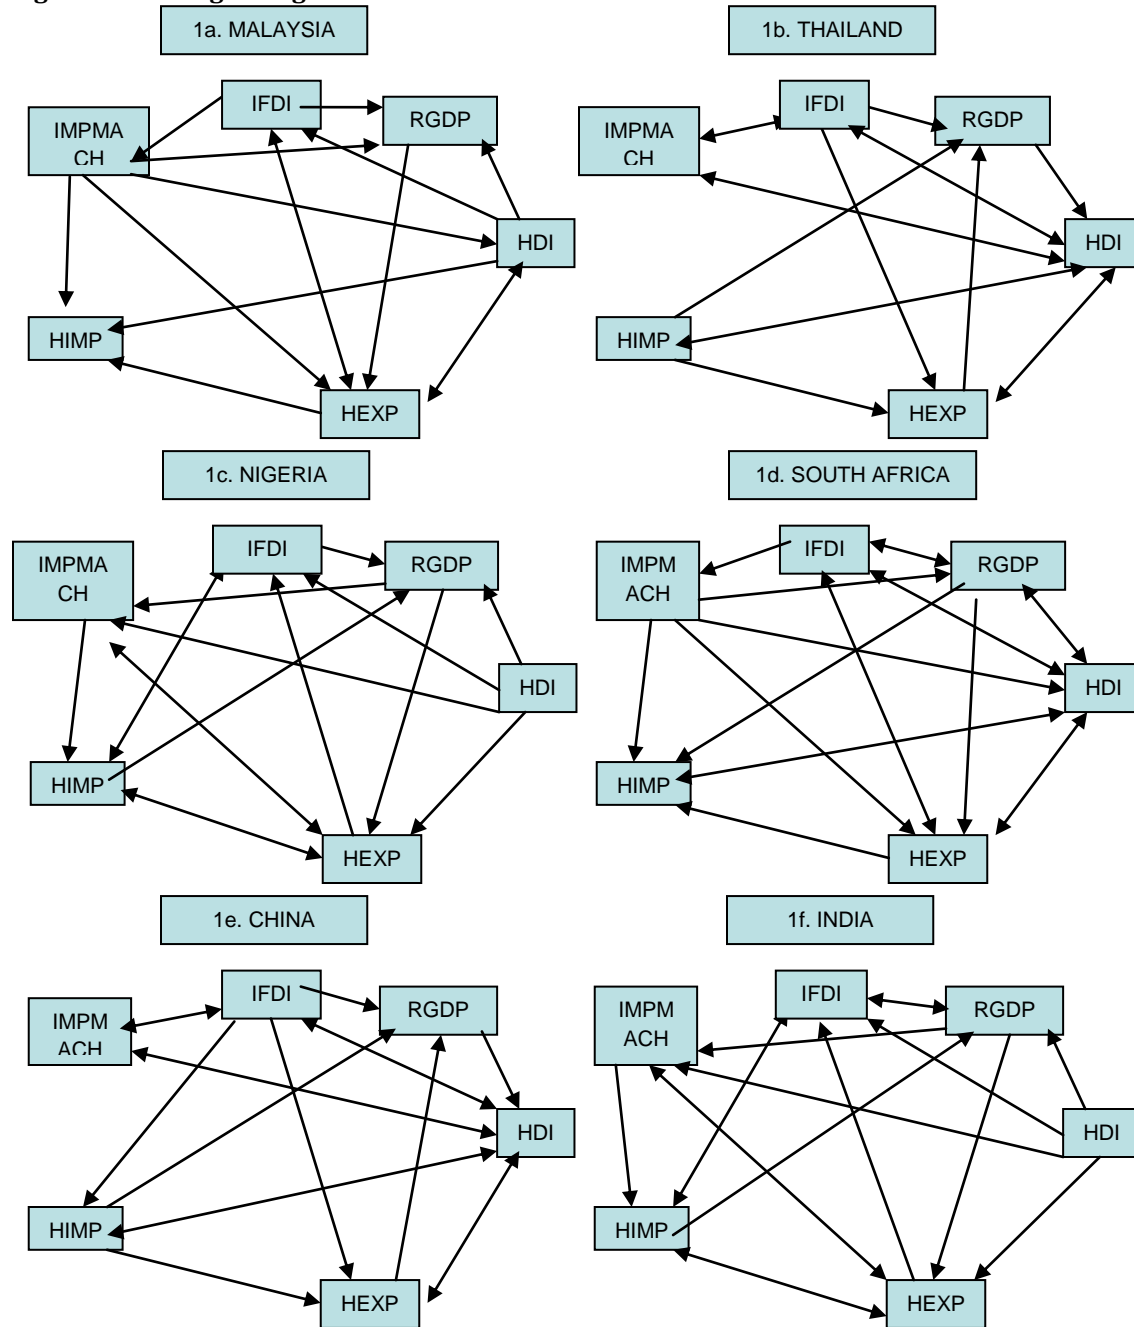 1a. MALAYSIA
1b. THAILAND
IFDI
RGDP
IMPMA
CH
HDI
HIMP
HEXP
IFDI
RGDP
IMPMA
CH
HDI
HIMP
HEXP
1c. NIGERIA
1d. SOUTH AFRICA
IFDI
RGDP
IMPMA
CH
HDI
HIMP
HEXP
IFDI
RGDP
IMPM
ACH
HDI
HIMP
HEXP
1e. CHINA
1f. INDIA
IFDI
RGDP
IMPM
ACH
HDI
HIMP
HEXP
IFDI
RGDP
IMPM
ACH
HDI
HIMP
HEXP